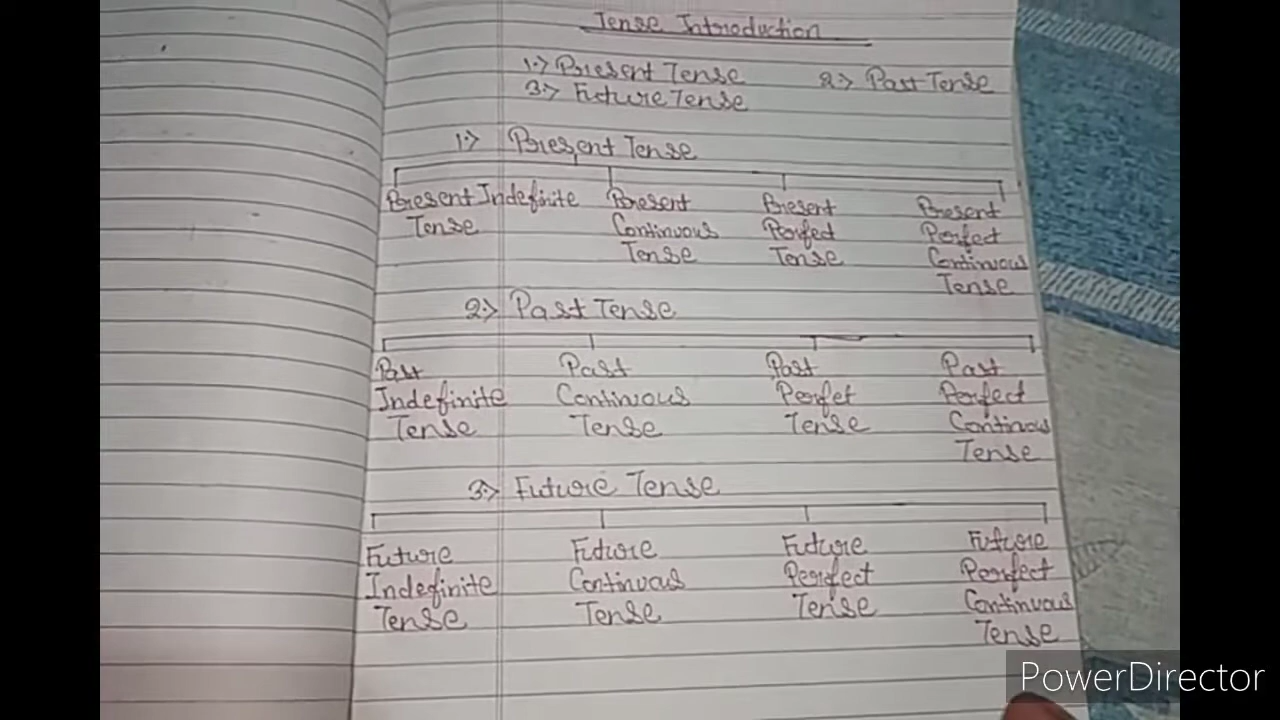 Tense Introduction
1.> Present Tense 2.> Past Tense
3.> Future Tense
1.> Present Tense
Present Indefinite Present Present Present
Tense Continuous Perfect Perfect
Tense Tense Continuous
Tense
2.> Past Tense
Past Past Past Past
Indefinite Continuous Perfet Perfect
Tense Tense Tense Continuous
Tense
3.> Future Tense
Future Future Future Future
Indefinite Continuous Perfect Perfect
Tense Tense Tense Continuous
Tense
PowerDirector